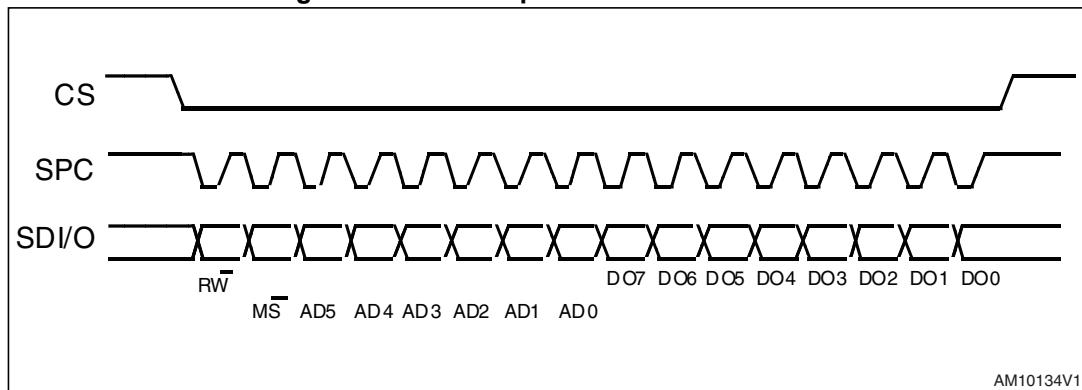 CS
SPC
SDI/O
RW
DO7 DO6 DO5 DO4 DO3 DO2 DO1 DO0
MS AD5 AD4 AD3 AD2 AD1 AD0
AM10134V1